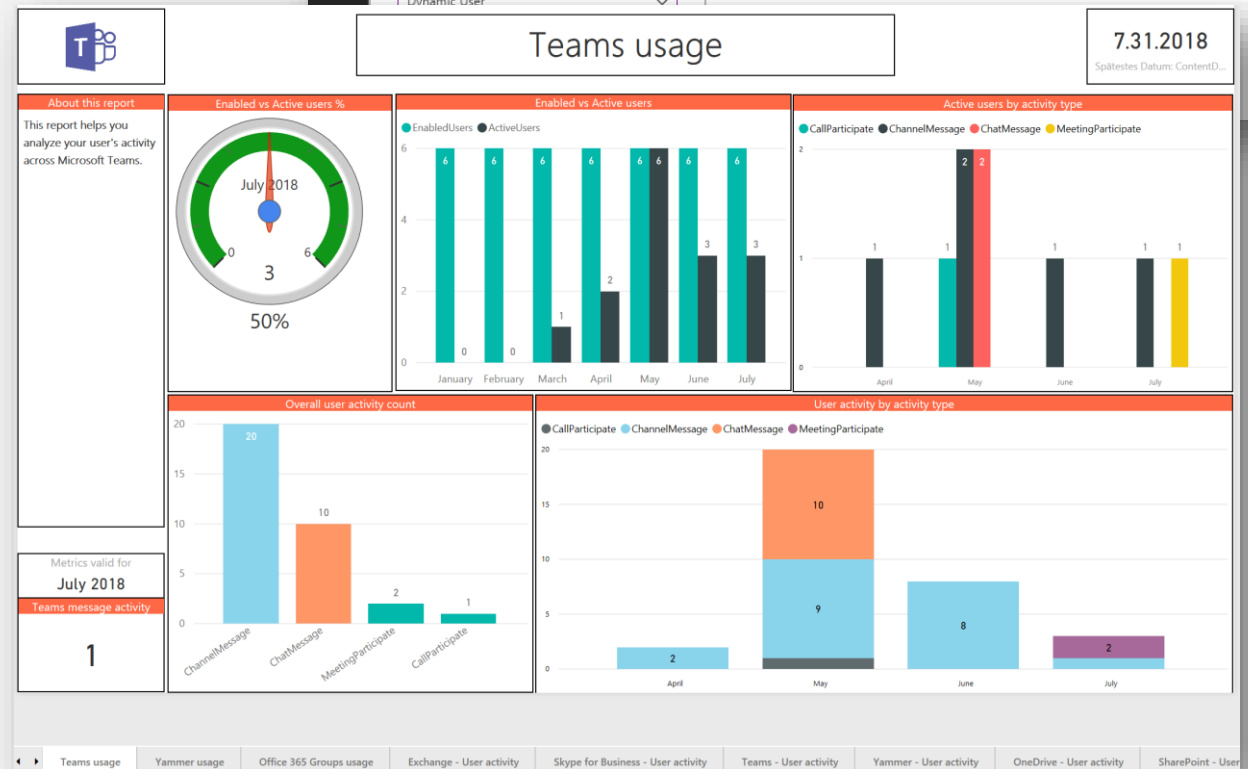 Dynamic User
T
Teams usage
7.31.2018
Spätestes Datum: ContentD...
About this report
This report helps you
analyze your user's activity
across Microsoft Teams.
Enabled vs Active users %
July 2018
0
6
3
50%
Enabled vs Active users
EnabledUsers ActiveUsers
6
4
2
0
6 6 6 6 6 6 6 6
0 0 1 2 3 3
January February March April May June July
Active users by activity type
CallParticipate ChannelMessage ChatMessage MeetingParticipate
2
1
0
1 1 2 2 1 1 1
April May June July
Metrics valid for
July 2018
Teams message activity
1
Overall user activity count
20
15
10
5
0
20
10
2
1
ChannelMessage
ChatMessage
MeetingParticipate
CallParticipate
User activity by activity type
CallParticipate ChannelMessage ChatMessage MeetingParticipate
20
15
10
5
0
2
10
9
8
2
April May June July
Teams usage Yammer usage Office 365 Groups usage Exchange - User activity Skype for Business - User activity Teams - User activity Yammer - User activity OneDrive - User activity SharePoint - User